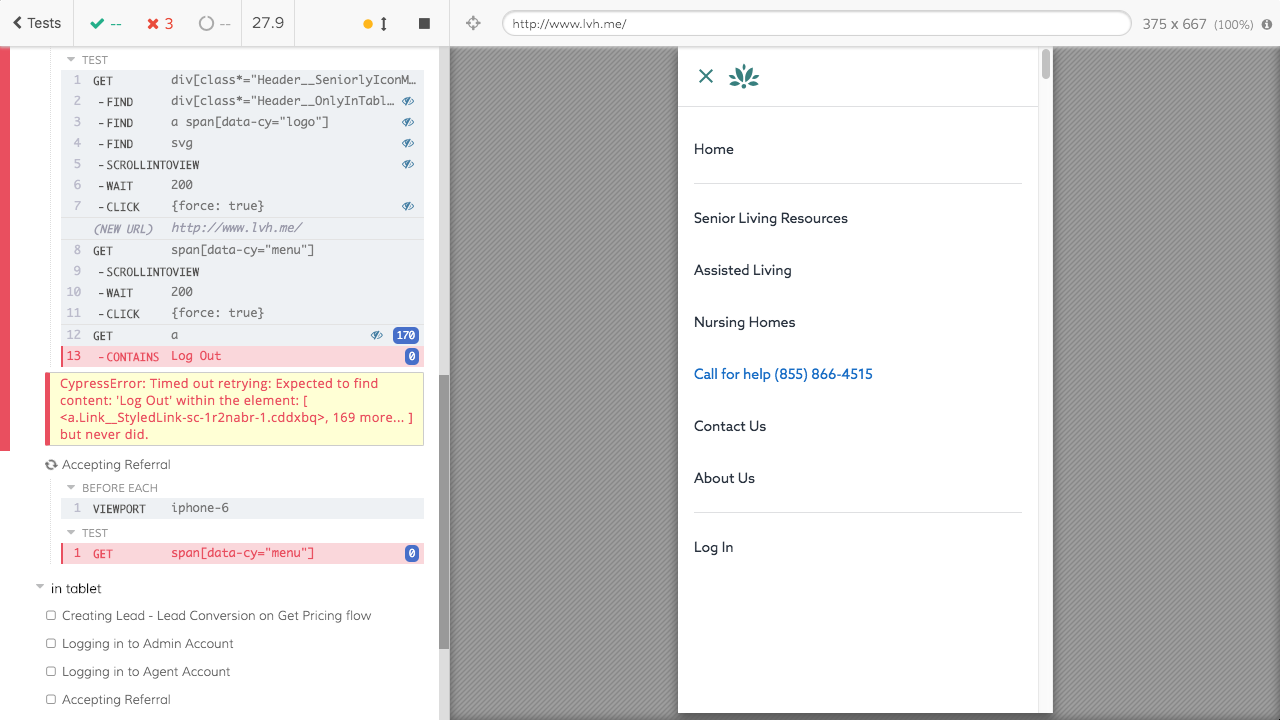 Tests
--
3
--
27.9
http://www.lvh.me/
375 x 667 (100%)
TEST
1 GET div[class*="Header__SeniorlyIconM…
2 -FIND div[class*="Header__OnlyInTabl…
3 -FIND a span[data-cy="logo"]
4 -FIND svg
5 -SCROLLINTOVIEW
6 -WAIT 200
7 -CLICK {force: true}
(NEW URL) http://www.lvh.me/
8 GET span[data-cy="menu"]
9 -SCROLLINTOVIEW
10 -WAIT 200
11 -CLICK {force: true}
12 GET a 170
13 -CONTAINS Log Out 0
CypressError: Timed out retrying: Expected to find
content: 'Log Out' within the element: [
<a.Link__StyledLink-sc-1r2nabr-1.cddxbq>, 169 more... ]
but never did.
Accepting Referral
BEFORE EACH
1 VIEWPORT iphone-6
TEST
1 GET span[data-cy="menu"] 0
in tablet
Creating Lead - Lead Conversion on Get Pricing flow
Logging in to Admin Account
Logging in to Agent Account
Accepting Referral
Home
Senior Living Resources
Assisted Living
Nursing Homes
Call for help (855) 866-4515
Contact Us
About Us
Log In